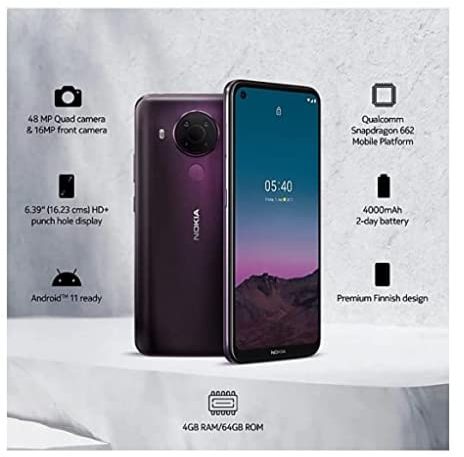 48 MP Quad camera
& 16MP front camera
6.39" (16.23 cms) HD+
punch hole display
Android™ 11 ready
NOKIA
05:40
NOKIA
Qualcomm
Snapdragon 662
Mobile Platform
4000mAh
2-day battery
Premium Finnish design
4GB RAM/64GB ROM